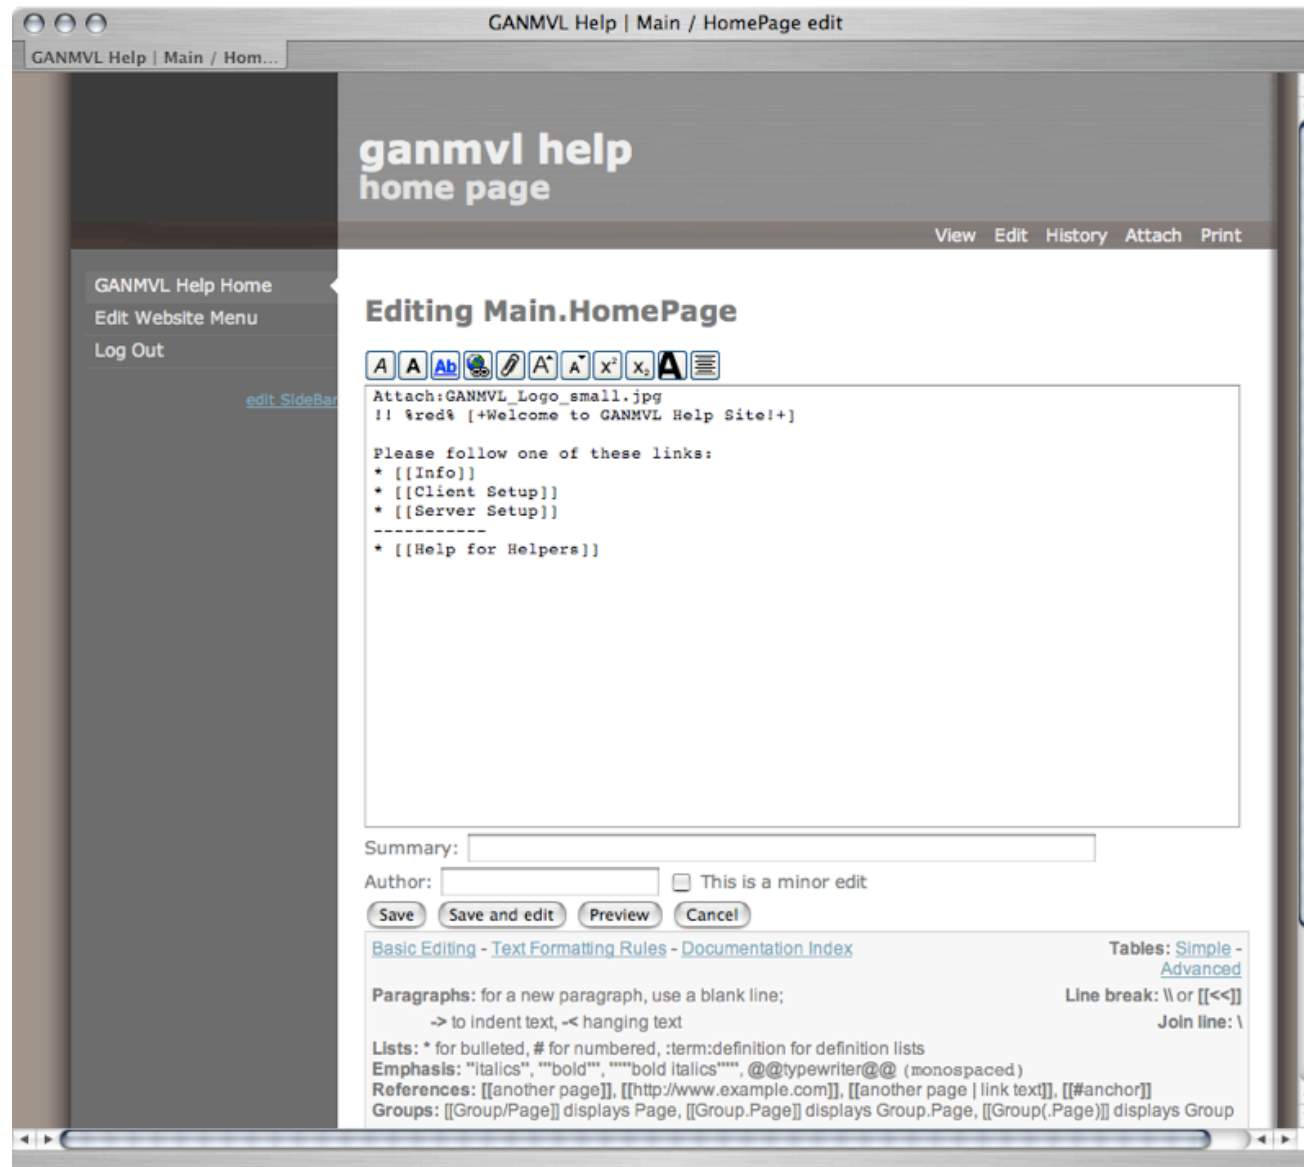 GANMVL Help | Main / HomePage edit
GANMVL Help | Main / Hom...
ganmvl help
home page
View Edit History Attach Print
GANMVL Help Home
Edit Website Menu
Log Out
edit SideBar
Editing Main.HomePage
A A Ab A A x² x₂ A
Attach:GANMVL_Logo_small.jpg
!! %red% [+Welcome to GANMVL Help Site!+]
Please follow one of these links:
* [[Info]]
* [[Client Setup]]
* [[Server Setup]]
-----------
* [[Help for Helpers]]
Summary:
Author: This is a minor edit
Save Save and edit Preview Cancel
Basic Editing - Text Formatting Rules - Documentation Index Tables: Simple -
Advanced
Paragraphs: for a new paragraph, use a blank line; Line break: \\ or [[<<]]
-> to indent text, -< hanging text Join line: \
Lists: * for bulleted, # for numbered, :term:definition for definition lists
Emphasis: ''italics'', '''bold''', '''''bold italics''''', @@typewriter@@ (monospaced)
References: [[another page]], [[http://www.example.com]], [[another page | link text]], [[#anchor]]
Groups: [[Group/Page]] displays Page, [[Group.Page]] displays Group.Page, [[Group(.Page)]] displays Group